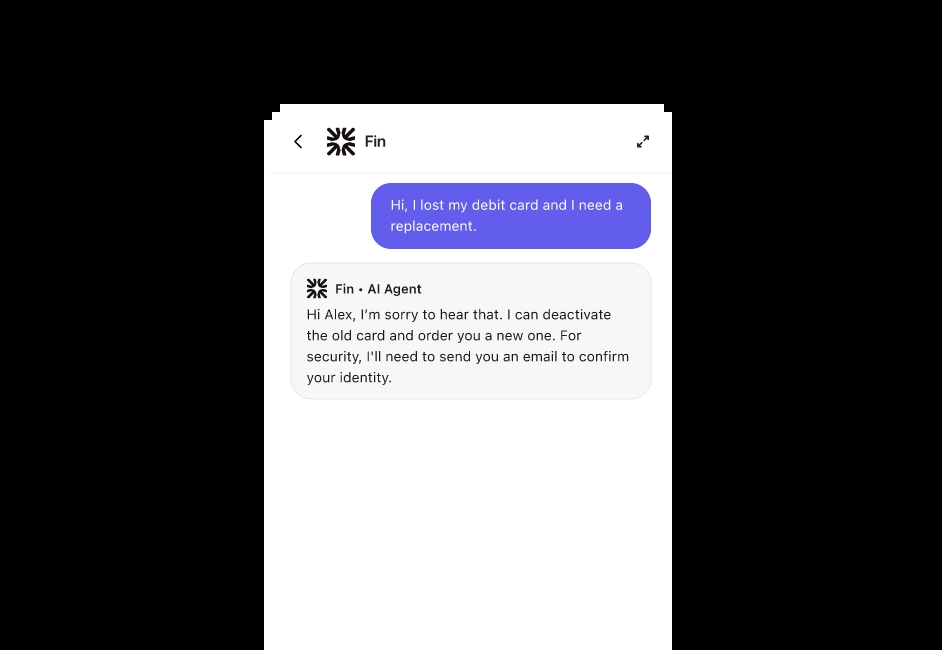 Fin
Hi, I lost my debit card and I need a
replacement.
Fin • AI Agent
Hi Alex, I’m sorry to hear that. I can deactivate
the old card and order you a new one. For
security, I'll need to send you an email to confirm
your identity.